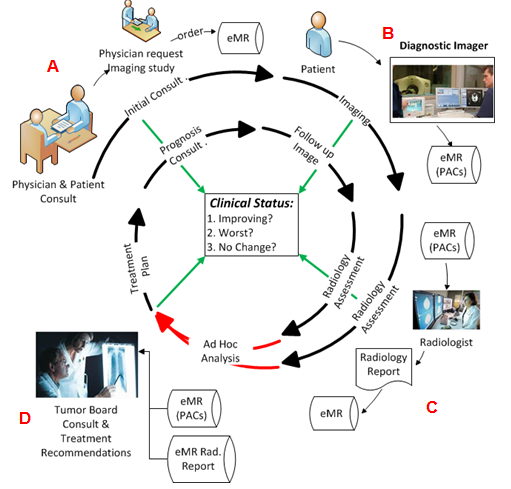 A
Physician request
Imaging study
order
eMR
Patient
B
Diagnostic Imager
eMR
(PACs)
Physician & Patient
Consult
Initial Consult .
Imaging
Prognosis
Consult .
Follow up
Image
Clinical Status:
1. Improving?
2. Worst?
3. No Change?
Treatment
Plan
Radiology
Assessment
Radiology
Assessment
Ad Hoc
Analysis
eMR
(PACs)
Radiologist
Radiology
Report
eMR
C
D
Tumor Board
Consult &
Treatment
Recommendations
eMR
(PACs)
eMR Rad.
Report